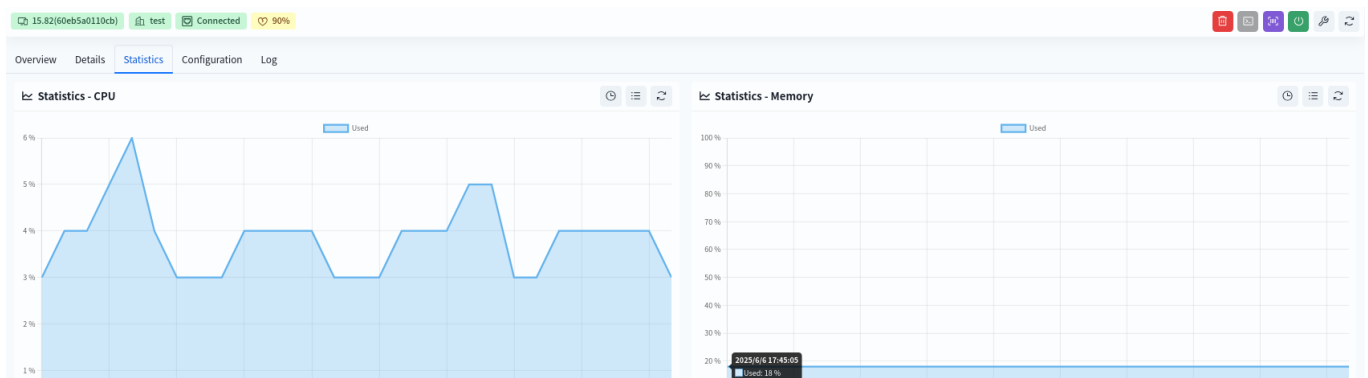 15.82(60eb5a0110cb) test Connected 90%
Overview Details Statistics Configuration Log
Statistics - CPU
Used
6 %
5 %
4 %
3 %
2 %
1 %
Statistics - Memory
Used
100 %
90 %
80 %
70 %
60 %
50 %
40 %
30 %
20 %
2025/6/6 17:45:05
Used: 18 %